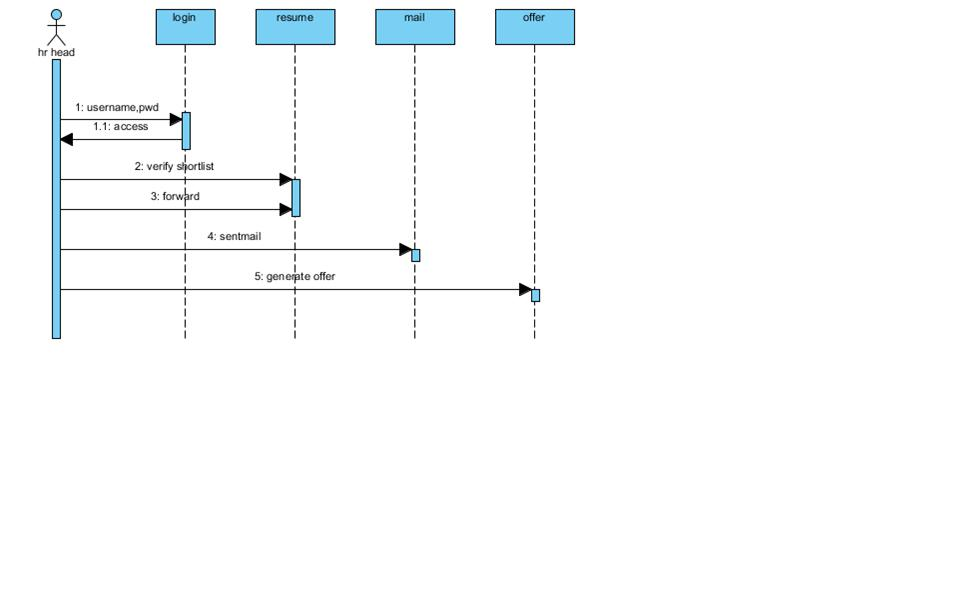 login
resume
mail
offer
hr head
1: username,pwd
1.1: access
2: verify shortlist
3: forward
4: sentmail
5: generate offer